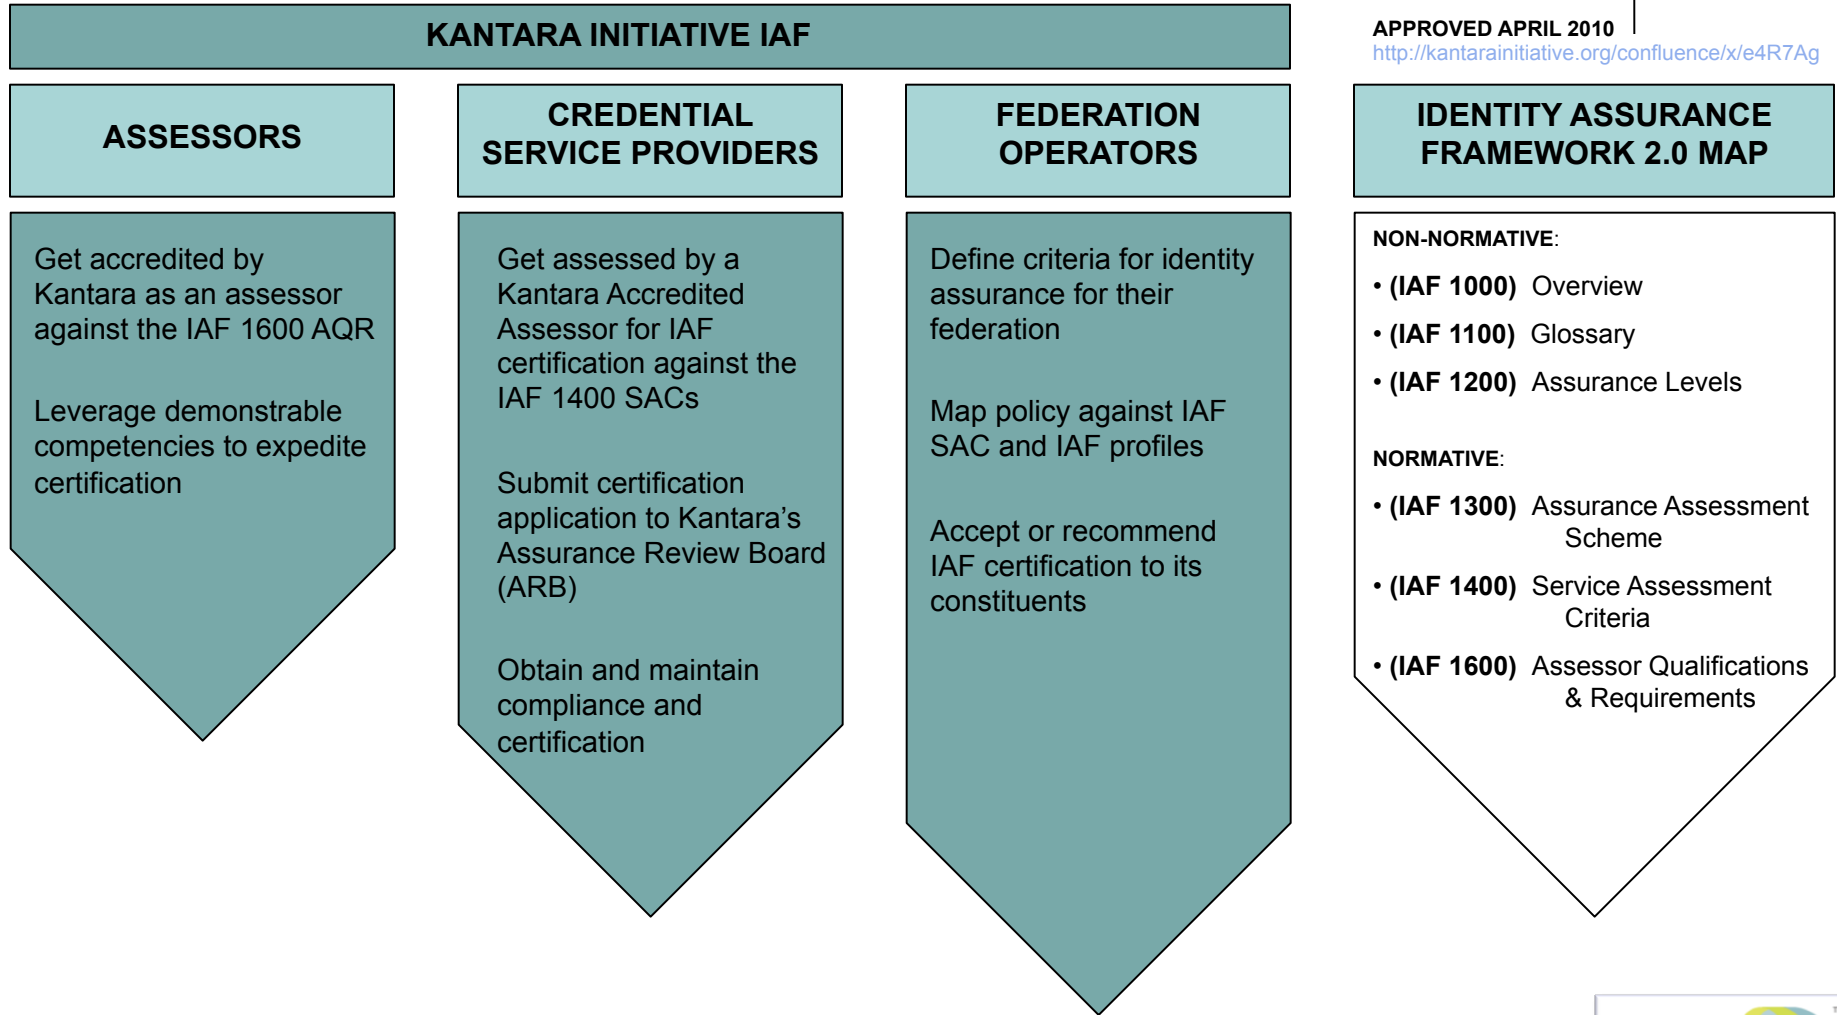 KANTARA INITIATIVE IAF
APPROVED APRIL 2010
http://kantarainitiative.org/confluence/x/e4R7Ag
ASSESSORS
Get accredited by
Kantara as an assessor
against the IAF 1600 AQR
Leverage demonstrable
competencies to expedite
certification
CREDENTIAL
SERVICE PROVIDERS
Get assessed by a
Kantara Accredited
Assessor for IAF
certification against the
IAF 1400 SACs
Submit certification
application to Kantara’s
Assurance Review Board
(ARB)
Obtain and maintain
compliance and
certification
FEDERATION
OPERATORS
Define criteria for identity
assurance for their
federation
Map policy against IAF
SAC and IAF profiles
Accept or recommend
IAF certification to its
constituents
IDENTITY ASSURANCE
FRAMEWORK 2.0 MAP
NON-NORMATIVE:
• (IAF 1000) Overview
• (IAF 1100) Glossary
• (IAF 1200) Assurance Levels
NORMATIVE:
• (IAF 1300) Assurance Assessment
Scheme
• (IAF 1400) Service Assessment
Criteria
• (IAF 1600) Assessor Qualifications
& Requirements